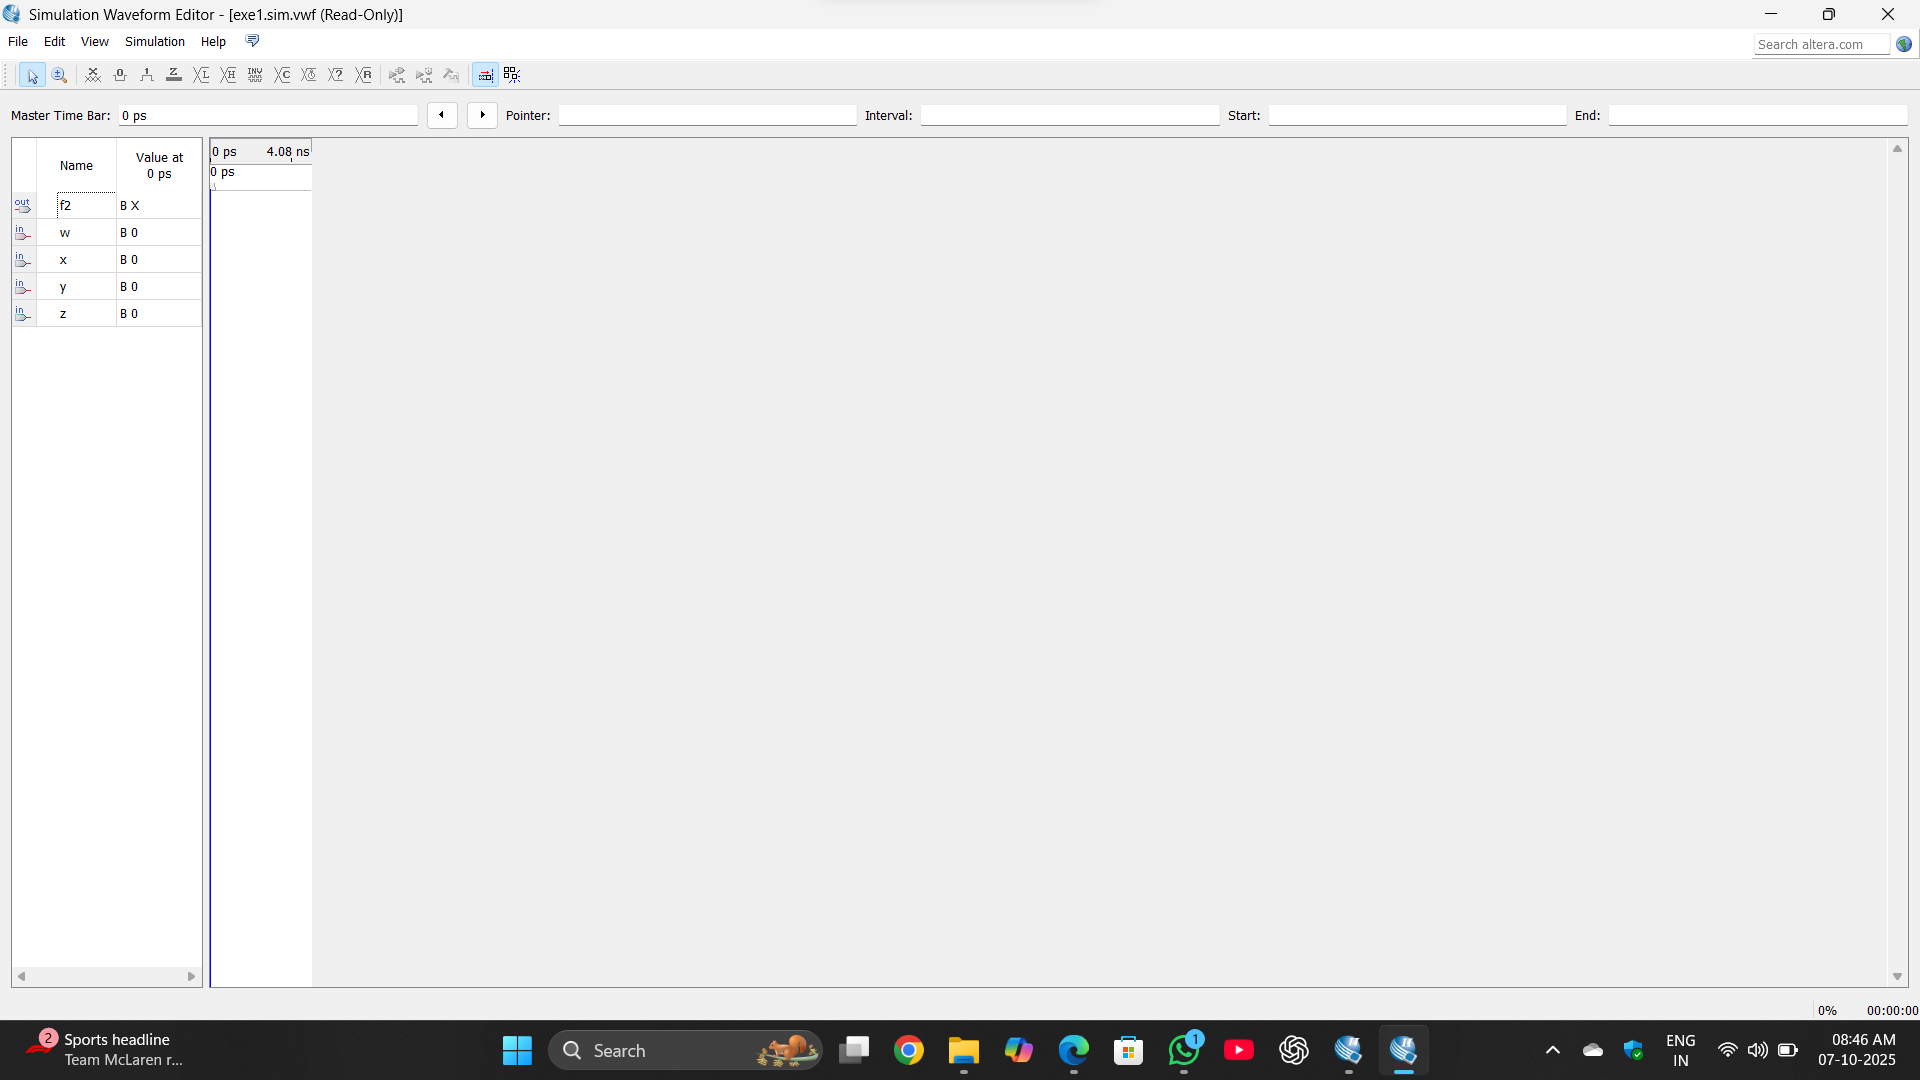 Simulation Waveform Editor - [exe1.sim.vwf (Read-Only)]
File Edit View Simulation Help
Search altera.com
Master Time Bar: 0 ps Pointer: Interval: Start: End:
Name Value at 0 ps
0 ps 4.08 ns
0 ps
out f2 B X
in w B 0
in x B 0
in y B 0
in z B 0
0% 00:00:00
2 Sports headline
Team McLaren r...
Search
1
ENG
IN
08:46 AM
07-10-2025